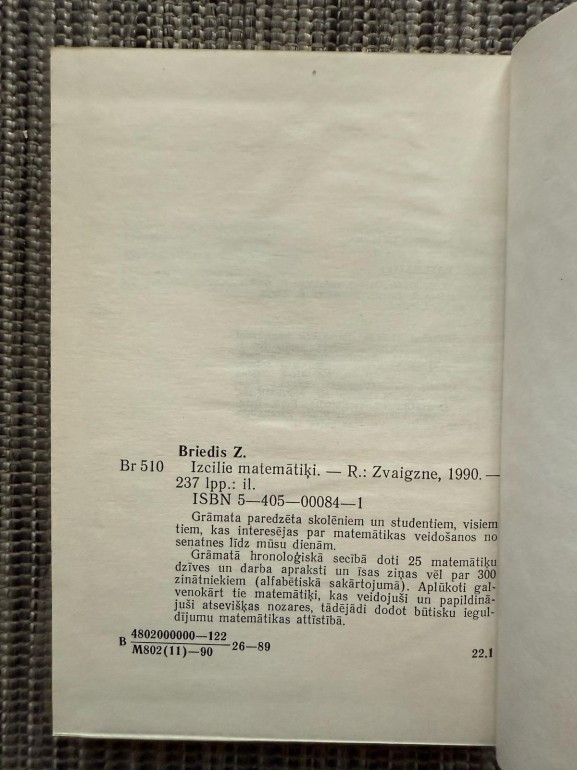 Briedis Z.
Br 510 Izcilie matemātiķi. — R.: Zvaigzne, 1990. —
237 lpp.: il.
ISBN 5—405—00084—1
Grāmata paredzēta skolēniem un studentiem, visiem
tiem, kas interesējas par matemātikas veidošanos no
senatnes līdz mūsu dienām.
Grāmatā hronoloģiskā secībā doti 25 matemātiķu
dzīves un darba apraksti un īsas ziņas vēl par 300
zinātniekiem (alfabētiskā sakārtojumā). Aplūkoti gal-
venokārt tie matemātiķi, kas veidojuši un papildinā-
juši atsevišķas nozares, tādējādi dodot būtisku iegul-
dījumu matemātikas attīstībā.
4802000000—122
B M802(11)—90 26—89
22.1